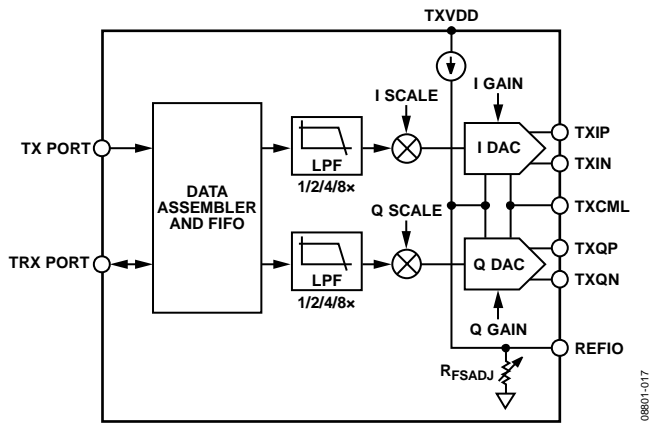 TXVDD
I SCALE
I GAIN
TX PORT
TXIP
I DAC
TXIN
LPF
1/2/4/8×
DATA
ASSEMBLER
AND FIFO
Q SCALE
TXCML
TRX PORT
TXQP
Q DAC
TXQN
LPF
1/2/4/8×
Q GAIN
REFIO
RFSADJ
08801-017